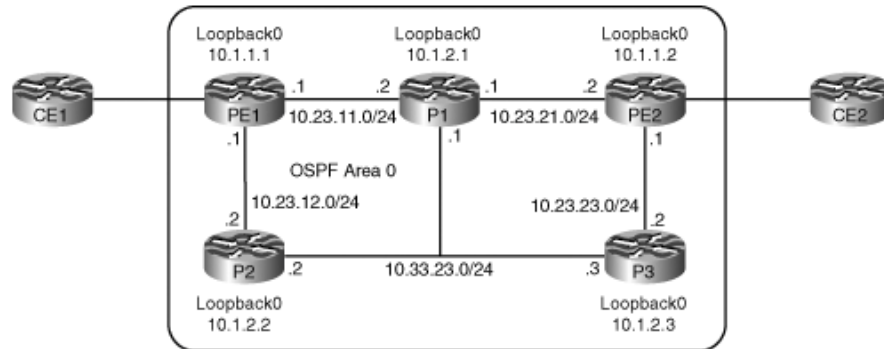 Loopback0
10.1.1.1
Loopback0
10.1.2.1
Loopback0
10.1.1.2
CE1
.1
PE1
.2
P1
.1
.2
PE2
CE2
10.23.11.0/24
10.23.21.0/24
.1
.1
.1
OSPF Area 0
10.23.12.0/24
10.23.23.0/24
.2
.2
P2
.2
10.33.23.0/24
.3
P3
Loopback0
10.1.2.2
Loopback0
10.1.2.3